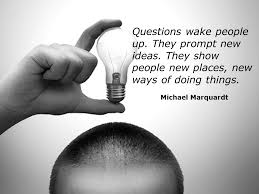 Questions wake people
up. They prompt new
ideas. They show
people new places, new
ways of doing things.
Michael Marquardt